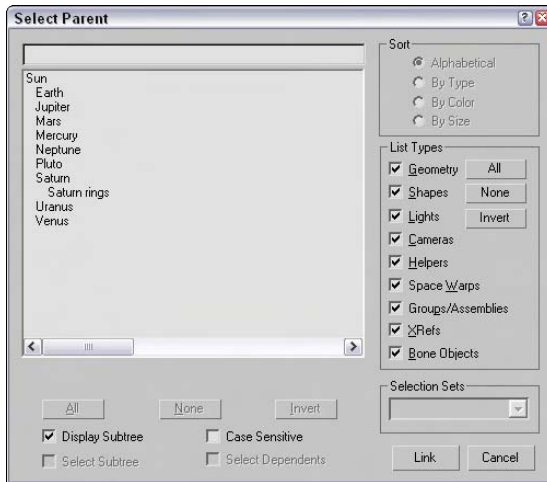 Select Parent
Sun
Earth
Jupiter
Mars
Mercury
Neptune
Pluto
Saturn
Saturn rings
Uranus
Venus
All
None
Invert
Display Subtree
Case Sensitive
Select Subtree
Select Dependents
Sort
Alphabetical
By Type
By Color
By Size
List Types
Geometry
All
Shapes
None
Lights
Invert
Cameras
Helpers
Space Warps
Groups/Assemblies
XRefs
Bone Objects
Selection Sets
Link
Cancel